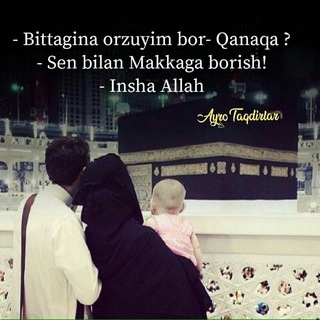 - Bittagina orzuyim bor- Qanaqa ?
- Sen bilan Makkaga borish!
- Insha Allah
Ayro Taqdirlar